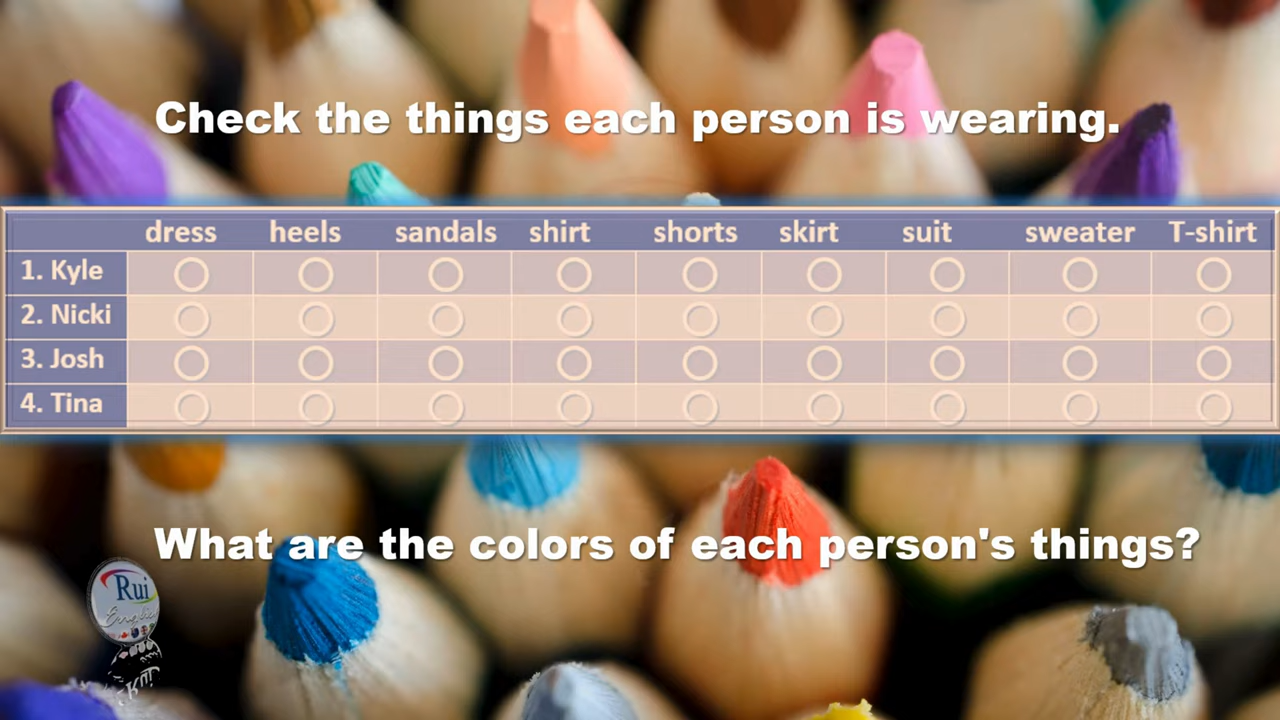 Check the things each person is wearing.
dress heels sandals shirt shorts skirt suit sweater T-shirt
1. Kyle
2. Nicki
3. Josh
4. Tina
What are the colors of each person's things?
Rui
English